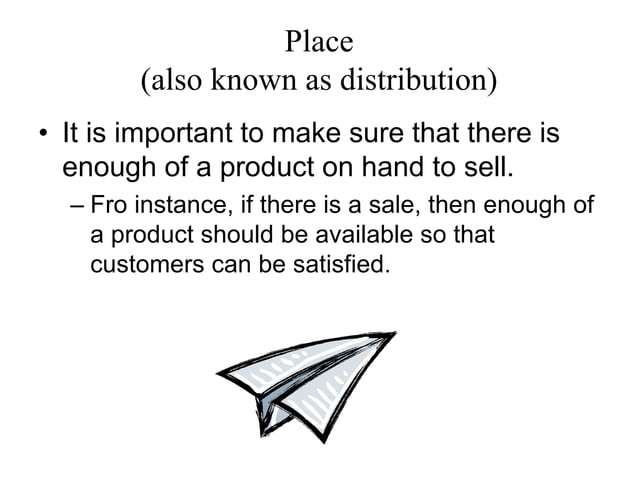 Place
(also known as distribution)
• It is important to make sure that there is
enough of a product on hand to sell.
– Fro instance, if there is a sale, then enough of
a product should be available so that
customers can be satisfied.